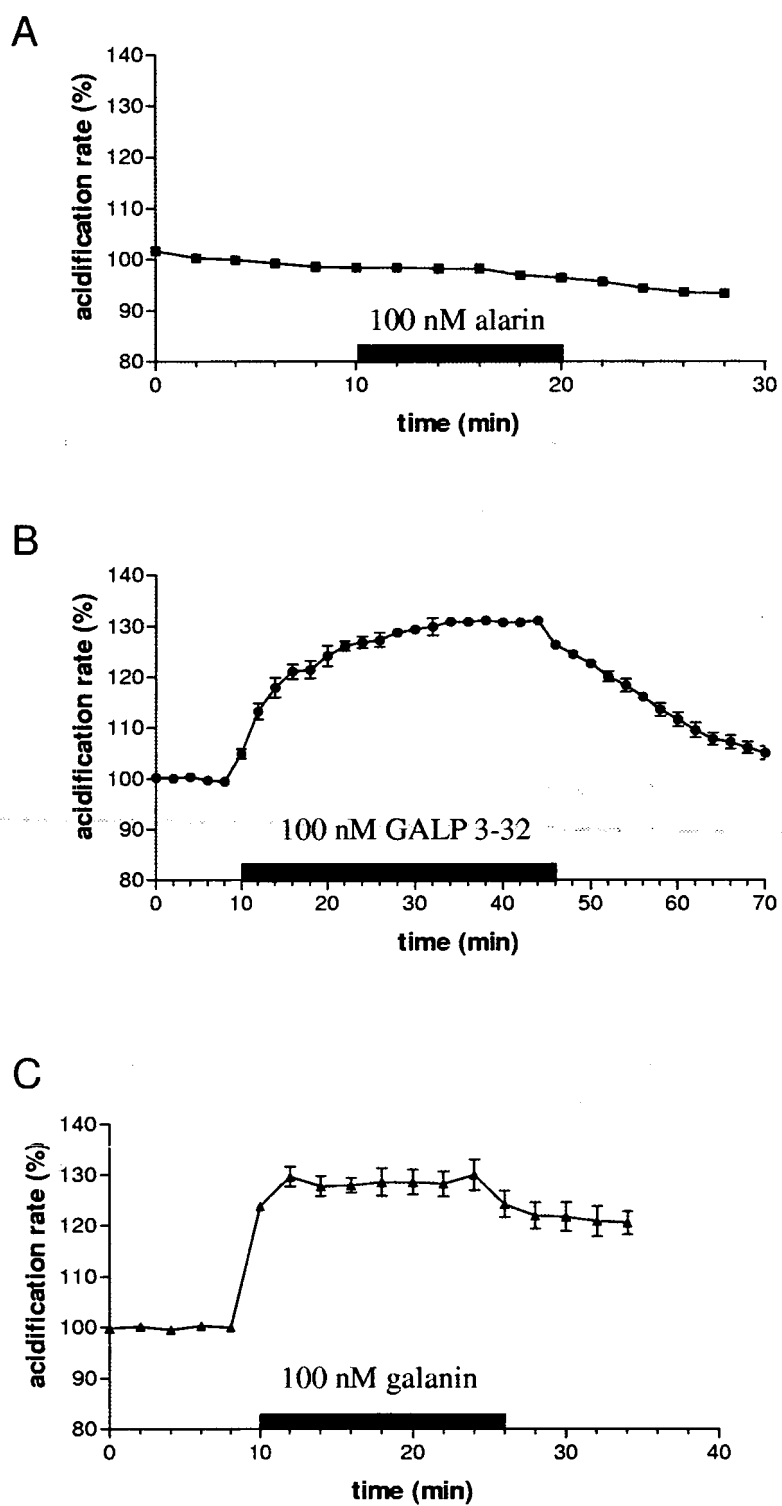 A
acidification rate (%)
140
130
120
110
100
90
80
100 nM alarin
0 10 20 30
time (min)
B
acidification rate (%)
140
130
120
110
100
90
80
100 nM GALP 3-32
0 10 20 30 40 50 60 70
time (min)
C
acidification rate (%)
140
130
120
110
100
90
80
100 nM galanin
0 10 20 30 40
time (min)